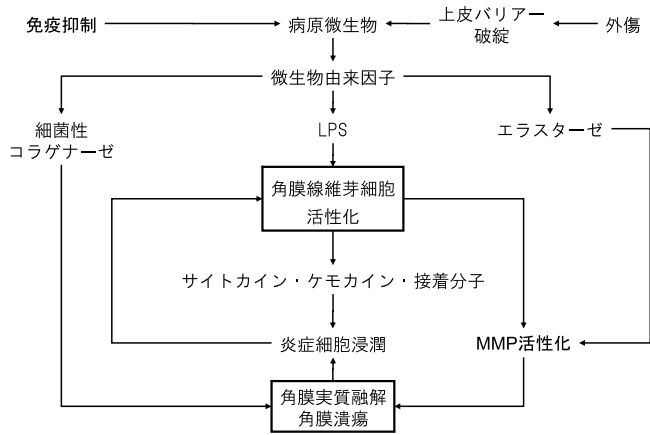 免疫抑制
病原微生物
上皮バリアー
破綻
外傷
微生物由来因子
細菌性
コラゲナーゼ
LPS
エラスターゼ
角膜線維芽細胞
活性化
サイトカイン・ケモカイン・接着分子
炎症細胞浸潤
MMP活性化
角膜実質融解
角膜潰瘍